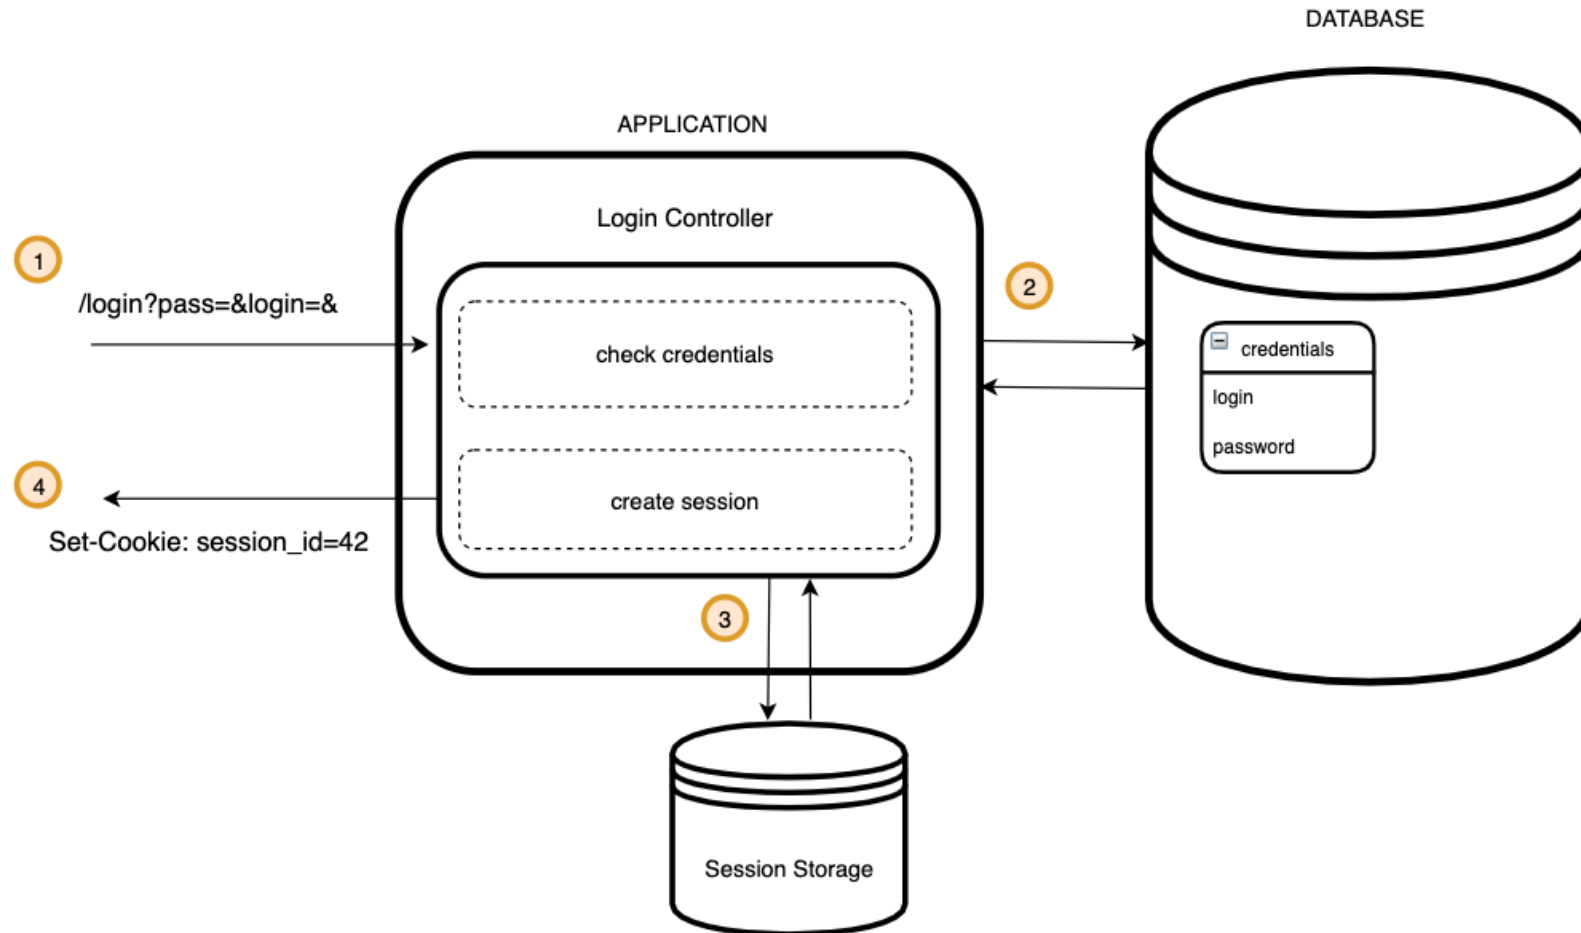 DATABASE
APPLICATION
Login Controller
1
/login?pass=&login=&
check credentials
2
credentials
login
password
4
Set-Cookie: session_id=42
create session
3
Session Storage